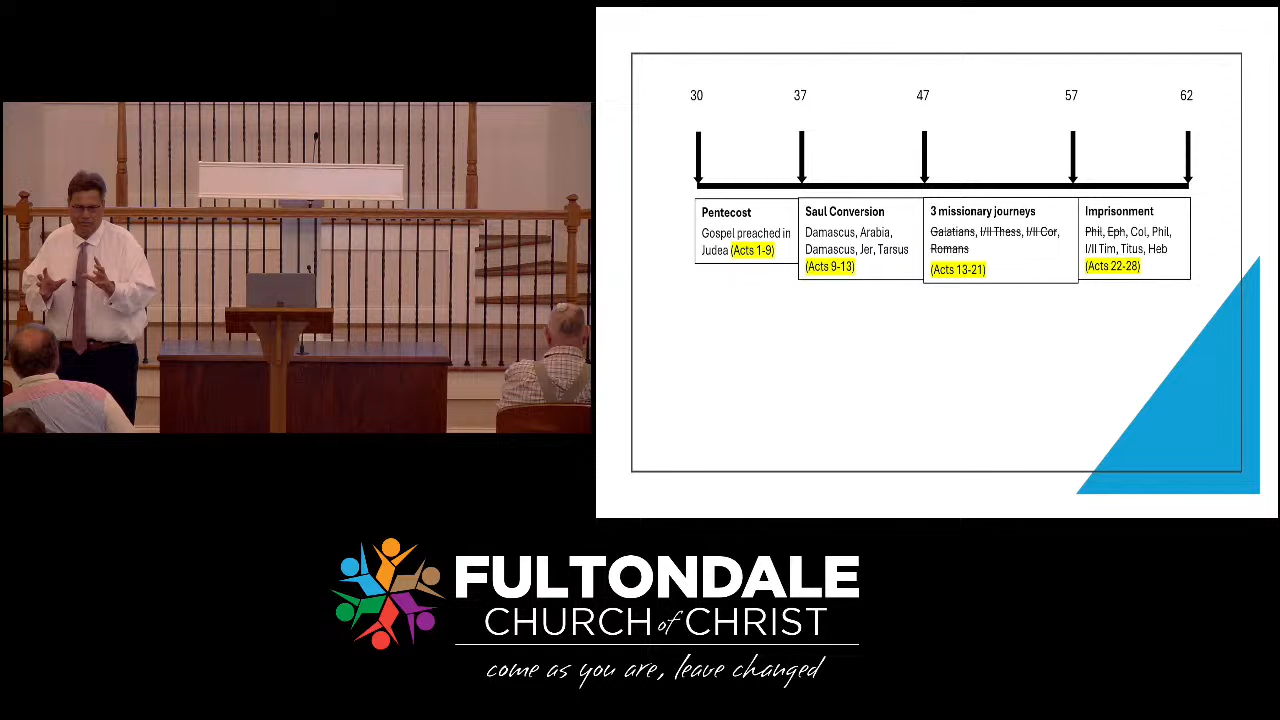 30 37 47 57 62
Pentecost
Gospel preached in
Judea (Acts 1-9)
Saul Conversion
Damascus, Arabia,
Damascus, Jer, Tarsus
(Acts 9-13)
3 missionary journeys
Galatians, I/II Thess, I/II Cor,
Romans
(Acts 13-21)
Imprisonment
Phil, Eph, Col, Phil,
I/II Tim, Titus, Heb
(Acts 22-28)
FULTONDALE
CHURCH of CHRIST
come as you are, leave changed